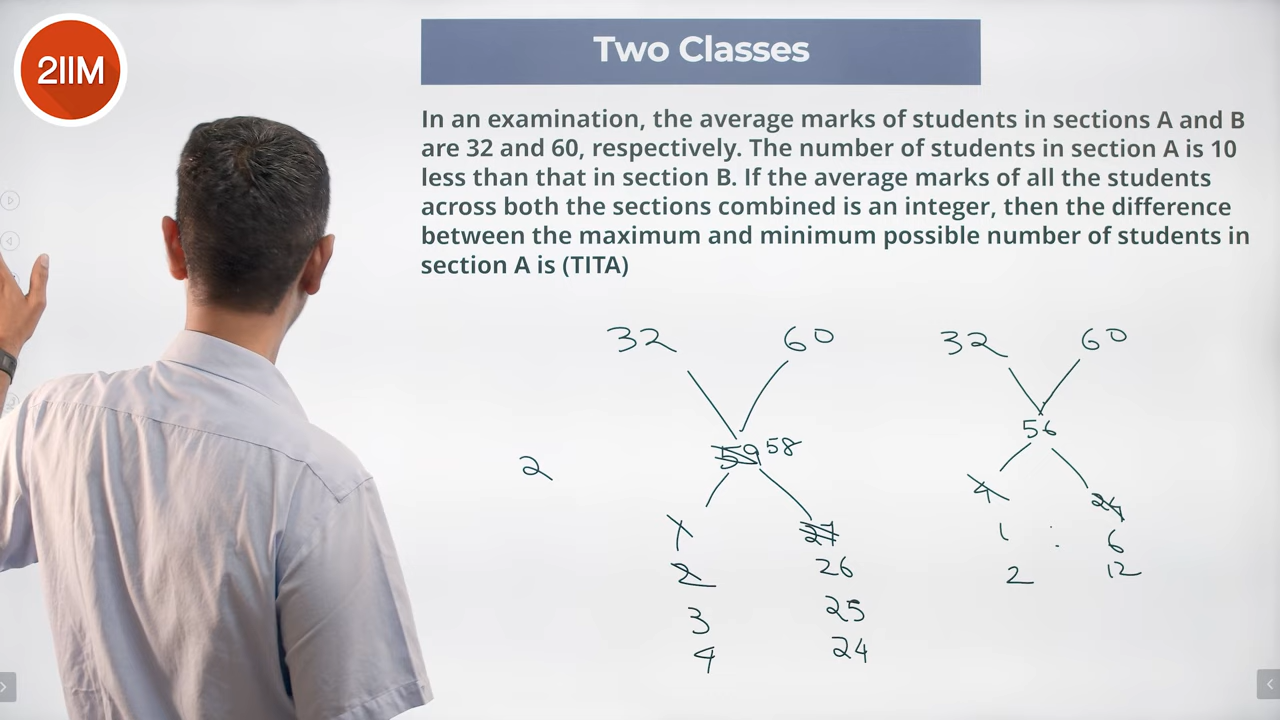 2IIM
Two Classes
In an examination, the average marks of students in sections A and B
are 32 and 60, respectively. The number of students in section A is 10
less than that in section B. If the average marks of all the students
across both the sections combined is an integer, then the difference
between the maximum and minimum possible number of students in
section A is (TITA)
32 60 32 60
59 58 56
2
1 27 4 24
2 26 1 : 6
3 25 2 12
4 24